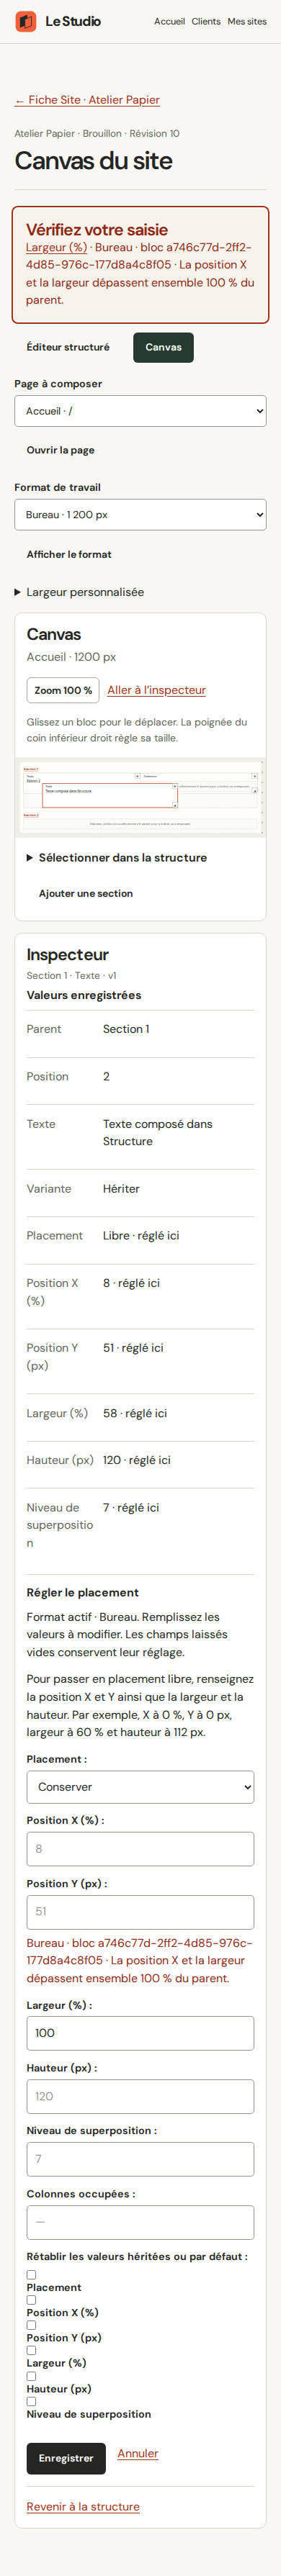 Le Studio
Accueil Clients Mes sites
← Fiche Site · Atelier Papier
Atelier Papier · Brouillon · Révision 10
Canvas du site
Vérifiez votre saisie
Largeur (%) · Bureau · bloc a746c77d-2ff2-
4d85-976c-177d8a4c8f05 · La position X
et la largeur dépassent ensemble 100 % du
parent.
Éditeur structuré
Canvas
Page à composer
Accueil · /
Ouvrir la page
Format de travail
Bureau · 1 200 px
Afficher le format
Largeur personnalisée
Canvas
Accueil · 1200 px
Zoom 100 %
Aller à l’inspecteur
Glissez un bloc pour le déplacer. La poignée du
coin inférieur droit règle sa taille.
Section 1
Texte
Texte composé dans Structure
Section 2
Sélectionner dans la structure
Ajouter une section
Inspecteur
Section 1 · Texte · v1
Valeurs enregistrées
Parent Section 1
Position 2
Texte Texte composé dans
Structure
Variante Hériter
Placement Libre · réglé ici
Position X 8 · réglé ici
(%)
Position Y 51 · réglé ici
(px)
Largeur (%) 58 · réglé ici
Hauteur (px) 120 · réglé ici
Niveau de 7 · réglé ici
superpositio
n
Régler le placement
Format actif · Bureau. Remplissez les
valeurs à modifier. Les champs laissés
vides conservent leur réglage.
Pour passer en placement libre, renseignez
la position X et Y ainsi que la largeur et la
hauteur. Par exemple, X à 0 %, Y à 0 px,
largeur à 60 % et hauteur à 112 px.
Placement :
Conserver
Position X (%) :
8
Position Y (px) :
51
Bureau · bloc a746c77d-2ff2-4d85-976c-
177d8a4c8f05 · La position X et la largeur
dépassent ensemble 100 % du parent.
Largeur (%) :
100
Hauteur (px) :
120
Niveau de superposition :
7
Colonnes occupées :
—
Rétablir les valeurs héritées ou par défaut :
Placement
Position X (%)
Position Y (px)
Largeur (%)
Hauteur (px)
Niveau de superposition
Enregistrer
Annuler
Revenir à la structure